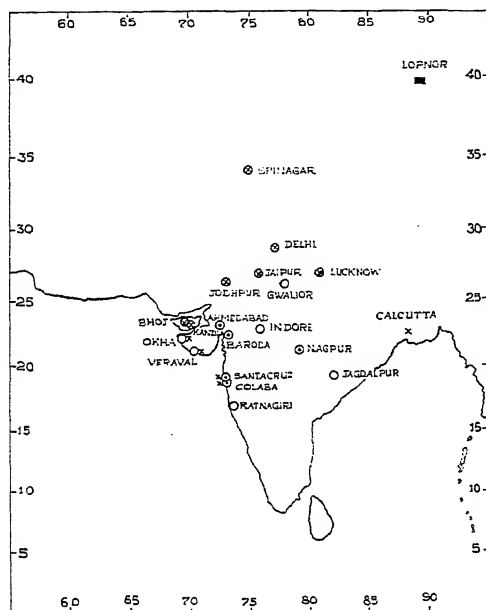 60 65 70 75 80 85 90
LOPNOR
40 40
35 35
SRINAGAR
30 30
DELHI
JAIPUR LUCKNOW
JODHPUR GWALIOR
25 25
BHOJ KANDLA AHMEDABAD
INDORE CALCUTTA
OKHA BARODA
VERAVAL NAGPUR
20 20
SANTACRUZ JAGDALPUR
COLABA
RATNAGIRI
15 15
10 10
5 5
60 65 70 75 80 85 90